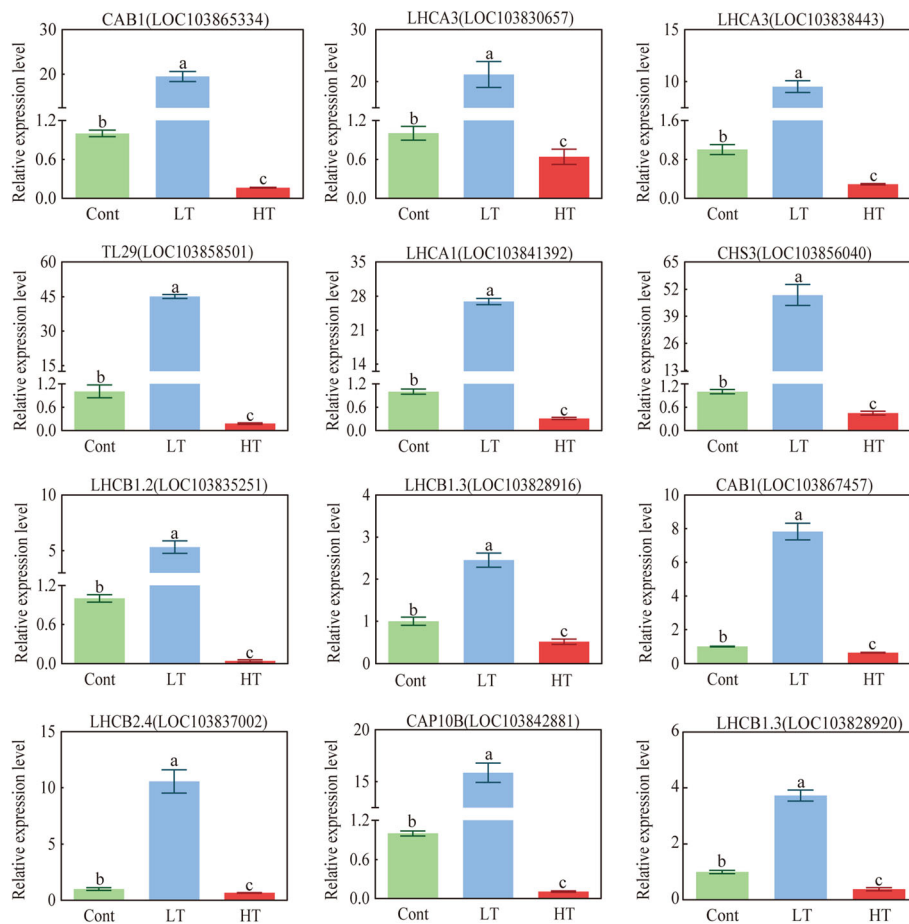 CAB1(LOC103865334)
Relative expression level
30
20
10
1.2
0.6
0.0
b
a
c
Cont LT HT
LHCA3(LOC103830657)
Relative expression level
30
20
10
1.2
0.6
0.0
b
a
c
Cont LT HT
LHCA3(LOC103838443)
Relative expression level
15
10
5
1.6
0.8
0.0
b
a
c
Cont LT HT
TL29(LOC103858501)
Relative expression level
60
45
30
15
1.2
0.6
0.0
b
a
c
Cont LT HT
LHCA1(LOC103841392)
Relative expression level
35
28
21
14
1.2
0.6
0.0
b
a
c
Cont LT HT
CHS3(LOC103856040)
Relative expression level
65
52
39
26
13
1.2
0.6
0.0
b
a
c
Cont LT HT
LHCB1.2(LOC103835251)
Relative expression level
10
5
1.2
0.6
0.0
b
a
c
Cont LT HT
LHCB1.3(LOC103828916)
Relative expression level
4
3
2
1
0
b
a
c
Cont LT HT
CAB1(LOC103867457)
Relative expression level
10
8
6
4
2
0
b
a
c
Cont LT HT
LHCB2.4(LOC103837002)
Relative expression level
15
10
5
0
b
a
c
Cont LT HT
CAP10B(LOC103842881)
Relative expression level
20
15
10
1.2
0.6
0.0
b
a
c
Cont LT HT
LHCB1.3(LOC103828920)
Relative expression level
6
4
2
0
b
a
c
Cont LT HT